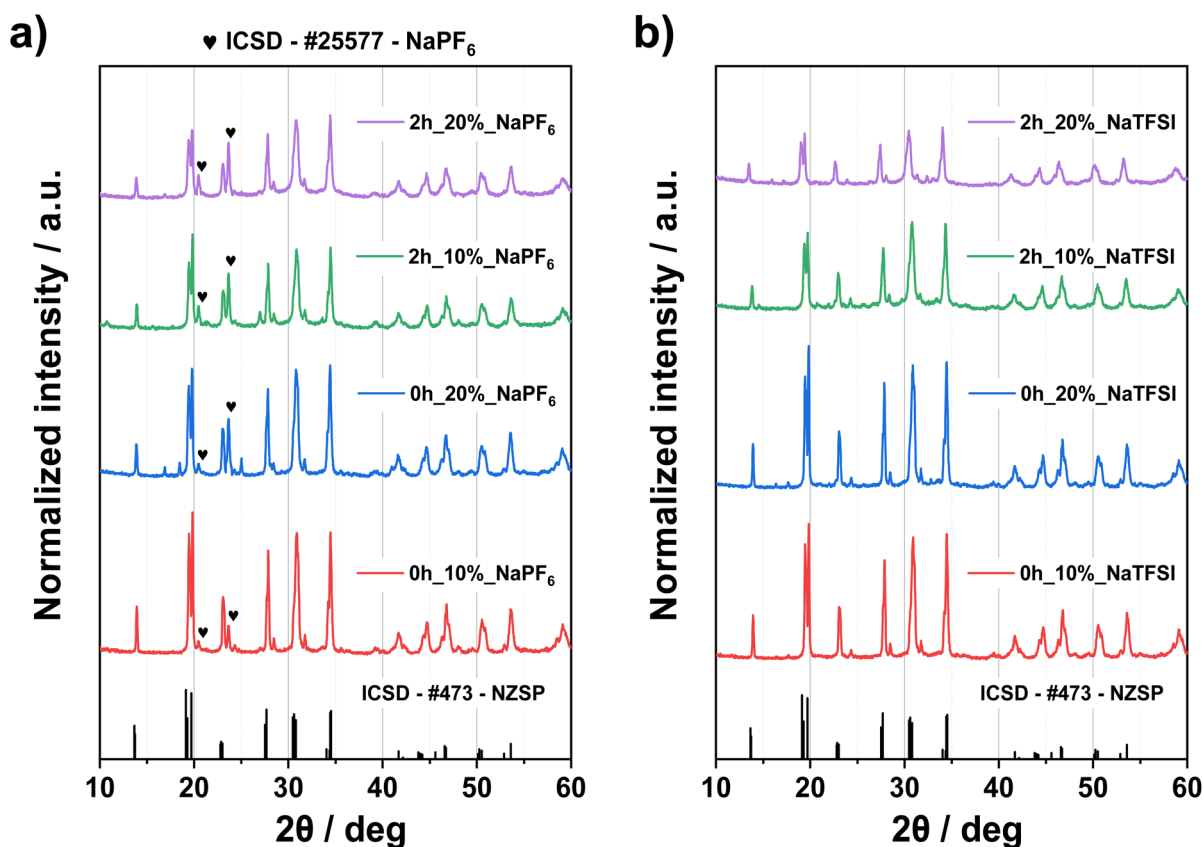 a)
♥ ICSD - #25577 - NaPF₆
2h_20%_NaPF₆
2h_10%_NaPF₆
0h_20%_NaPF₆
0h_10%_NaPF₆
ICSD - #473 - NZSP
Normalized intensity / a.u.
10 20 30 40 50 60
2θ / deg
b)
2h_20%_NaTFSI
2h_10%_NaTFSI
0h_20%_NaTFSI
0h_10%_NaTFSI
ICSD - #473 - NZSP
Normalized intensity / a.u.
10 20 30 40 50 60
2θ / deg